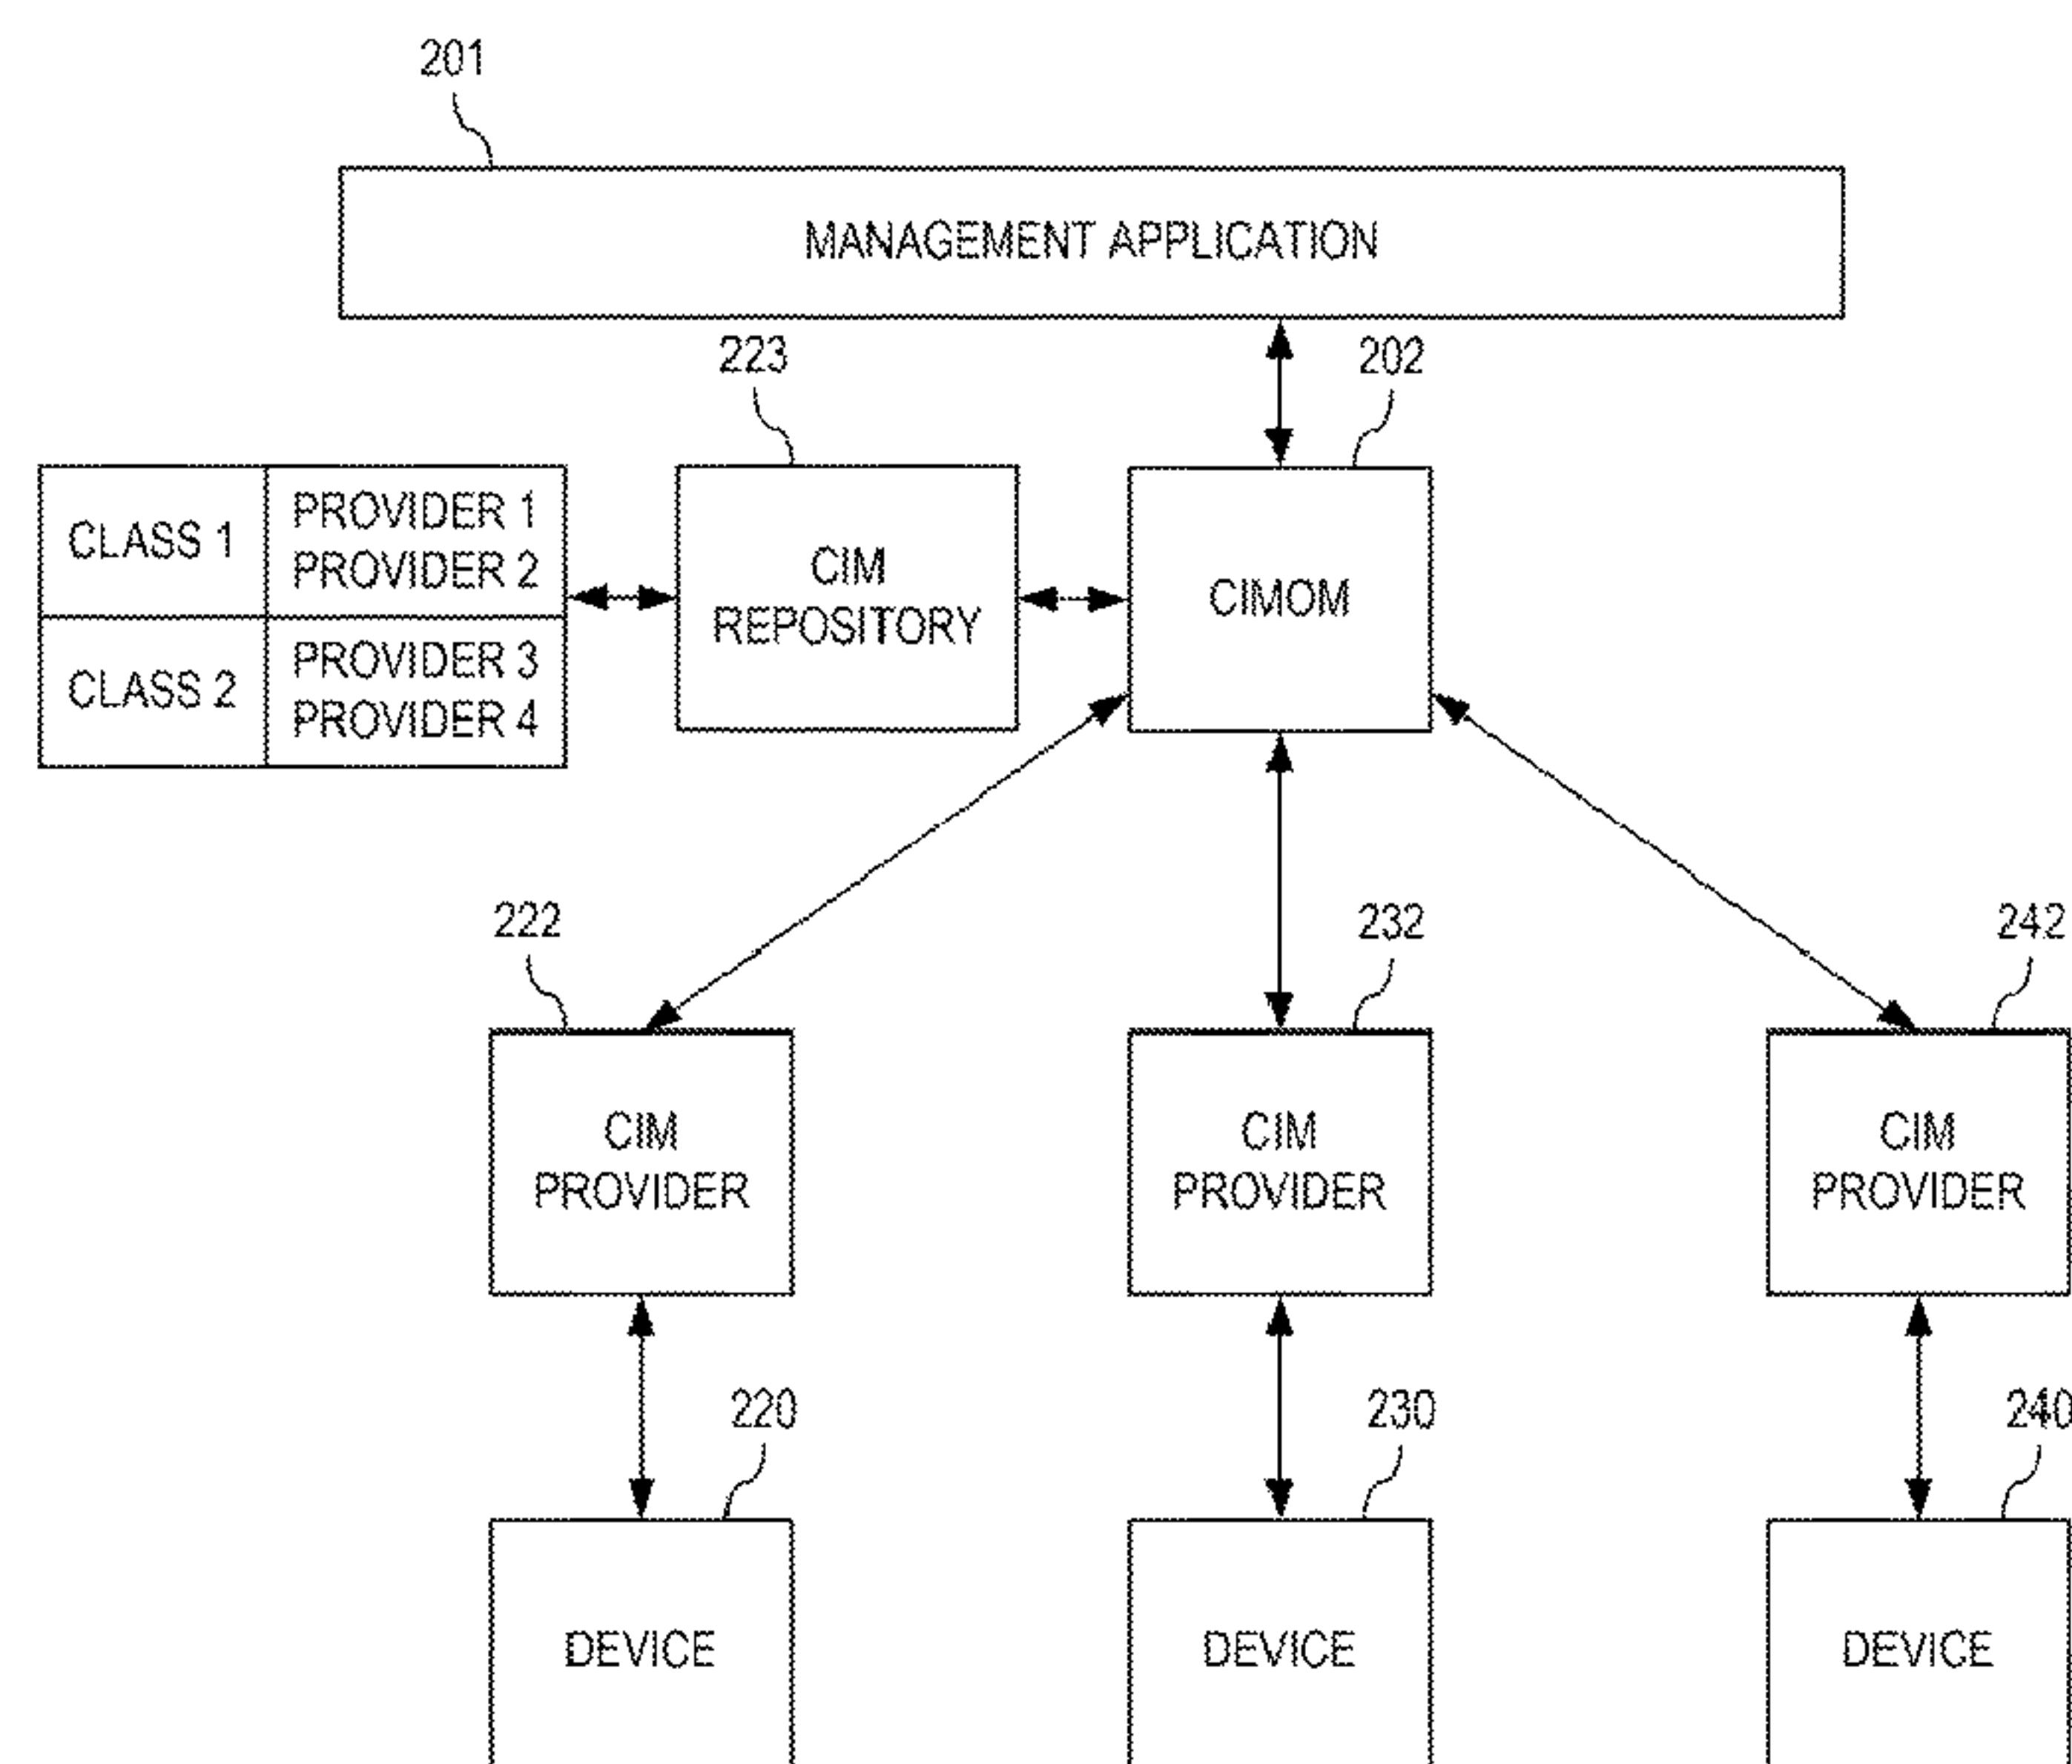 201
MANAGEMENT APPLICATION
223
202
CLASS 1
PROVIDER 1
PROVIDER 2
CLASS 2
PROVIDER 3
PROVIDER 4
CIM
REPOSITORY
CIMOM
222
232
242
CIM
PROVIDER
CIM
PROVIDER
CIM
PROVIDER
220
230
240
DEVICE
DEVICE
DEVICE